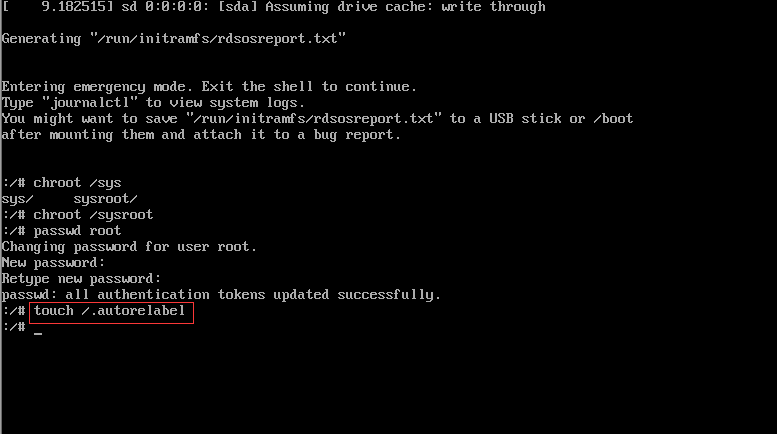 [    9.182515] sd 0:0:0:0: [sda] Assuming drive cache: write through
Generating "/run/initramfs/rdsosreport.txt"
Entering emergency mode. Exit the shell to continue.
Type "journalctl" to view system logs.
You might want to save "/run/initramfs/rdsosreport.txt" to a USB stick or /boot
after mounting them and attach it to a bug report.
:/# chroot /sys
sys/     sysroot/
:/# chroot /sysroot
:/# passwd root
Changing password for user root.
New password:
Retype new password:
passwd: all authentication tokens updated successfully.
:/# touch /.autorelabel
:/# _